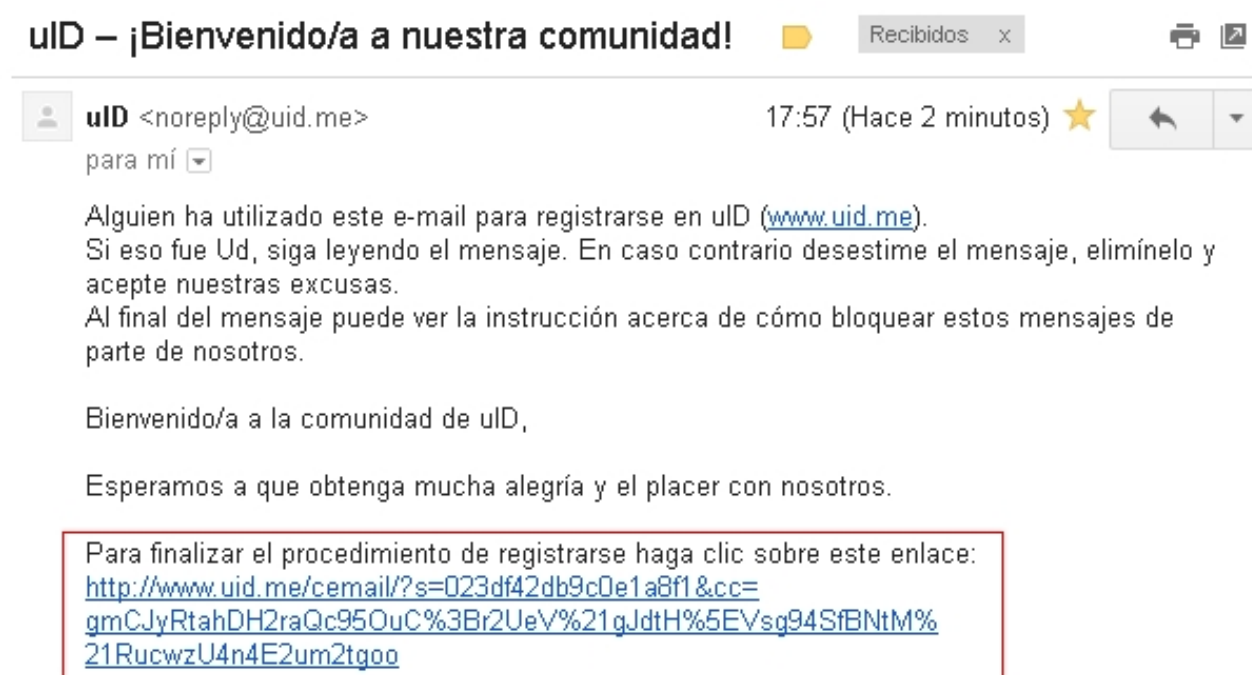 uID – ¡Bienvenido/a a nuestra comunidad! Recibidos x
uID <noreply@uid.me> 17:57 (Hace 2 minutos)
para mí
Alguien ha utilizado este e-mail para registrarse en uID (www.uid.me).
Si eso fue Ud, siga leyendo el mensaje. En caso contrario desestime el mensaje, elimínelo y
acepte nuestras excusas.
Al final del mensaje puede ver la instrucción acerca de cómo bloquear estos mensajes de
parte de nosotros.
Bienvenido/a a la comunidad de uID,
Esperamos a que obtenga mucha alegría y el placer con nosotros.
Para finalizar el procedimiento de registrarse haga clic sobre este enlace:
http://www.uid.me/cemail/?s=023df42db9c0e1a8f1&cc=
gmCJyRtahDH2raQc95OuC%3Br2UeV%21gJdtH%5EVsg94SfBNtM%
21RucwzU4n4E2um2tgoo